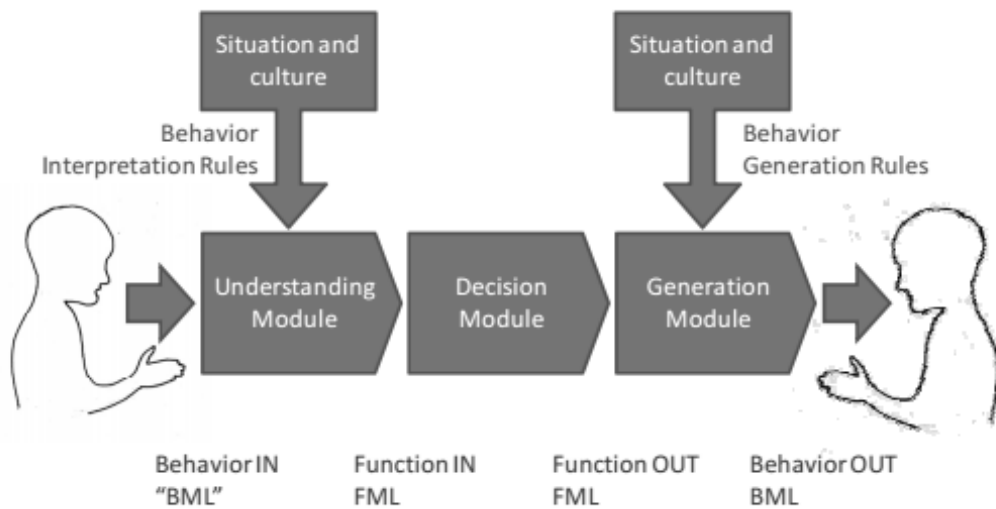 Situation and
culture
Situation and
culture
Behavior
Interpretation Rules
Behavior
Generation Rules
Understanding
Module
Decision
Module
Generation
Module
Behavior IN
“BML”
Function IN
FML
Function OUT
FML
Behavior OUT
BML